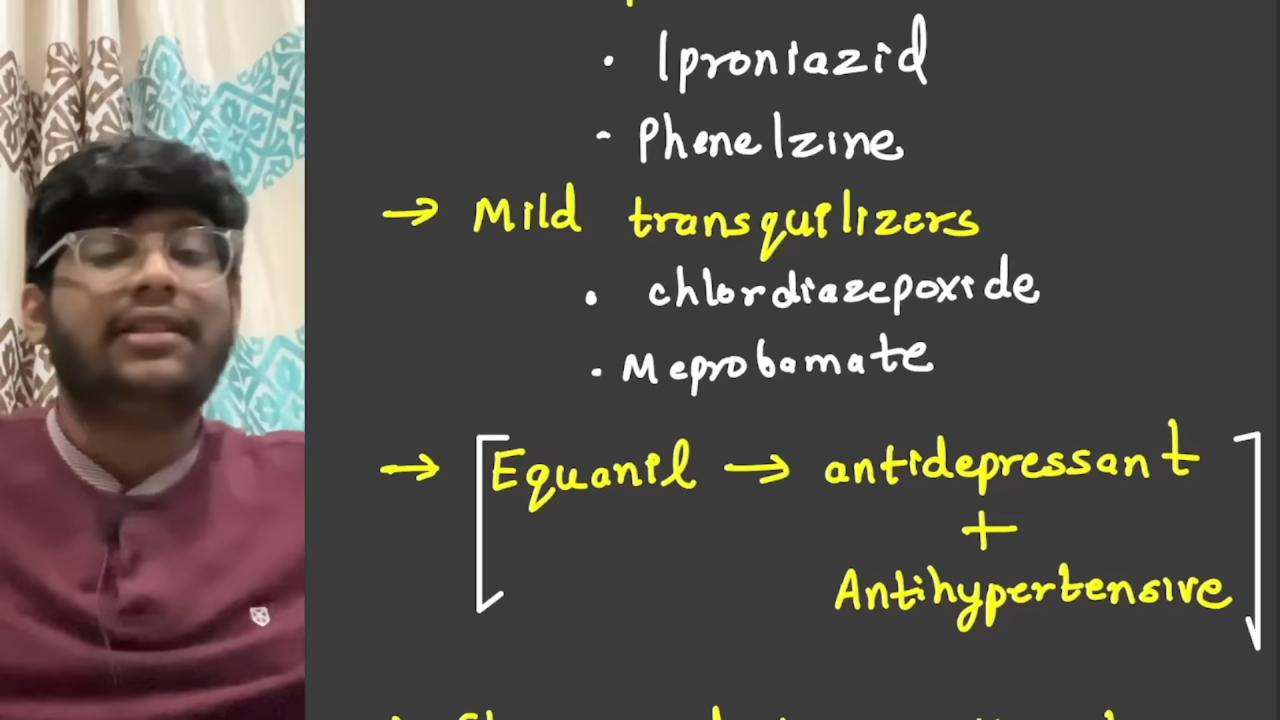 · Iproniazid
- Phenelzine
→ Mild transquilizers
· chlordiazepoxide
· Meprobamate
→ [Equanil → antidepressant
+
Antihypertensive]